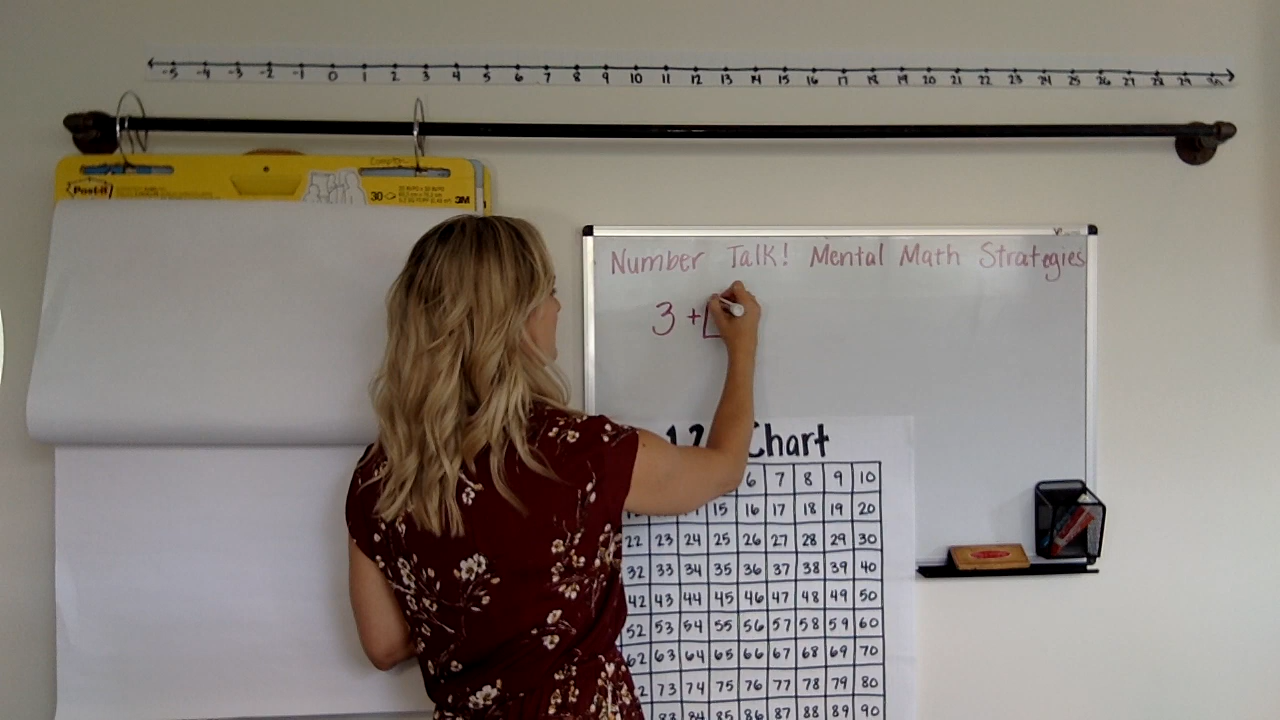 -5 -4 -3 -2 -1 0 1 2 3 4 5 6 7 8 9 10 11 12 13 14 15 16 17 18 19 20 21 22 23 24 25 26 27 28 29 30
Post-it
30
3M
Number Talk! Mental Math Strategies
3 +
Chart
6 7 8 9 10
15 16 17 18 19 20
22 23 24 25 26 27 28 29 30
32 33 34 35 36 37 38 39 40
42 43 44 45 46 47 48 49 50
52 53 54 55 56 57 58 59 60
62 63 64 65 66 67 68 69 70
73 74 75 76 77 78 79 80
84 85 86 87 88 89 90